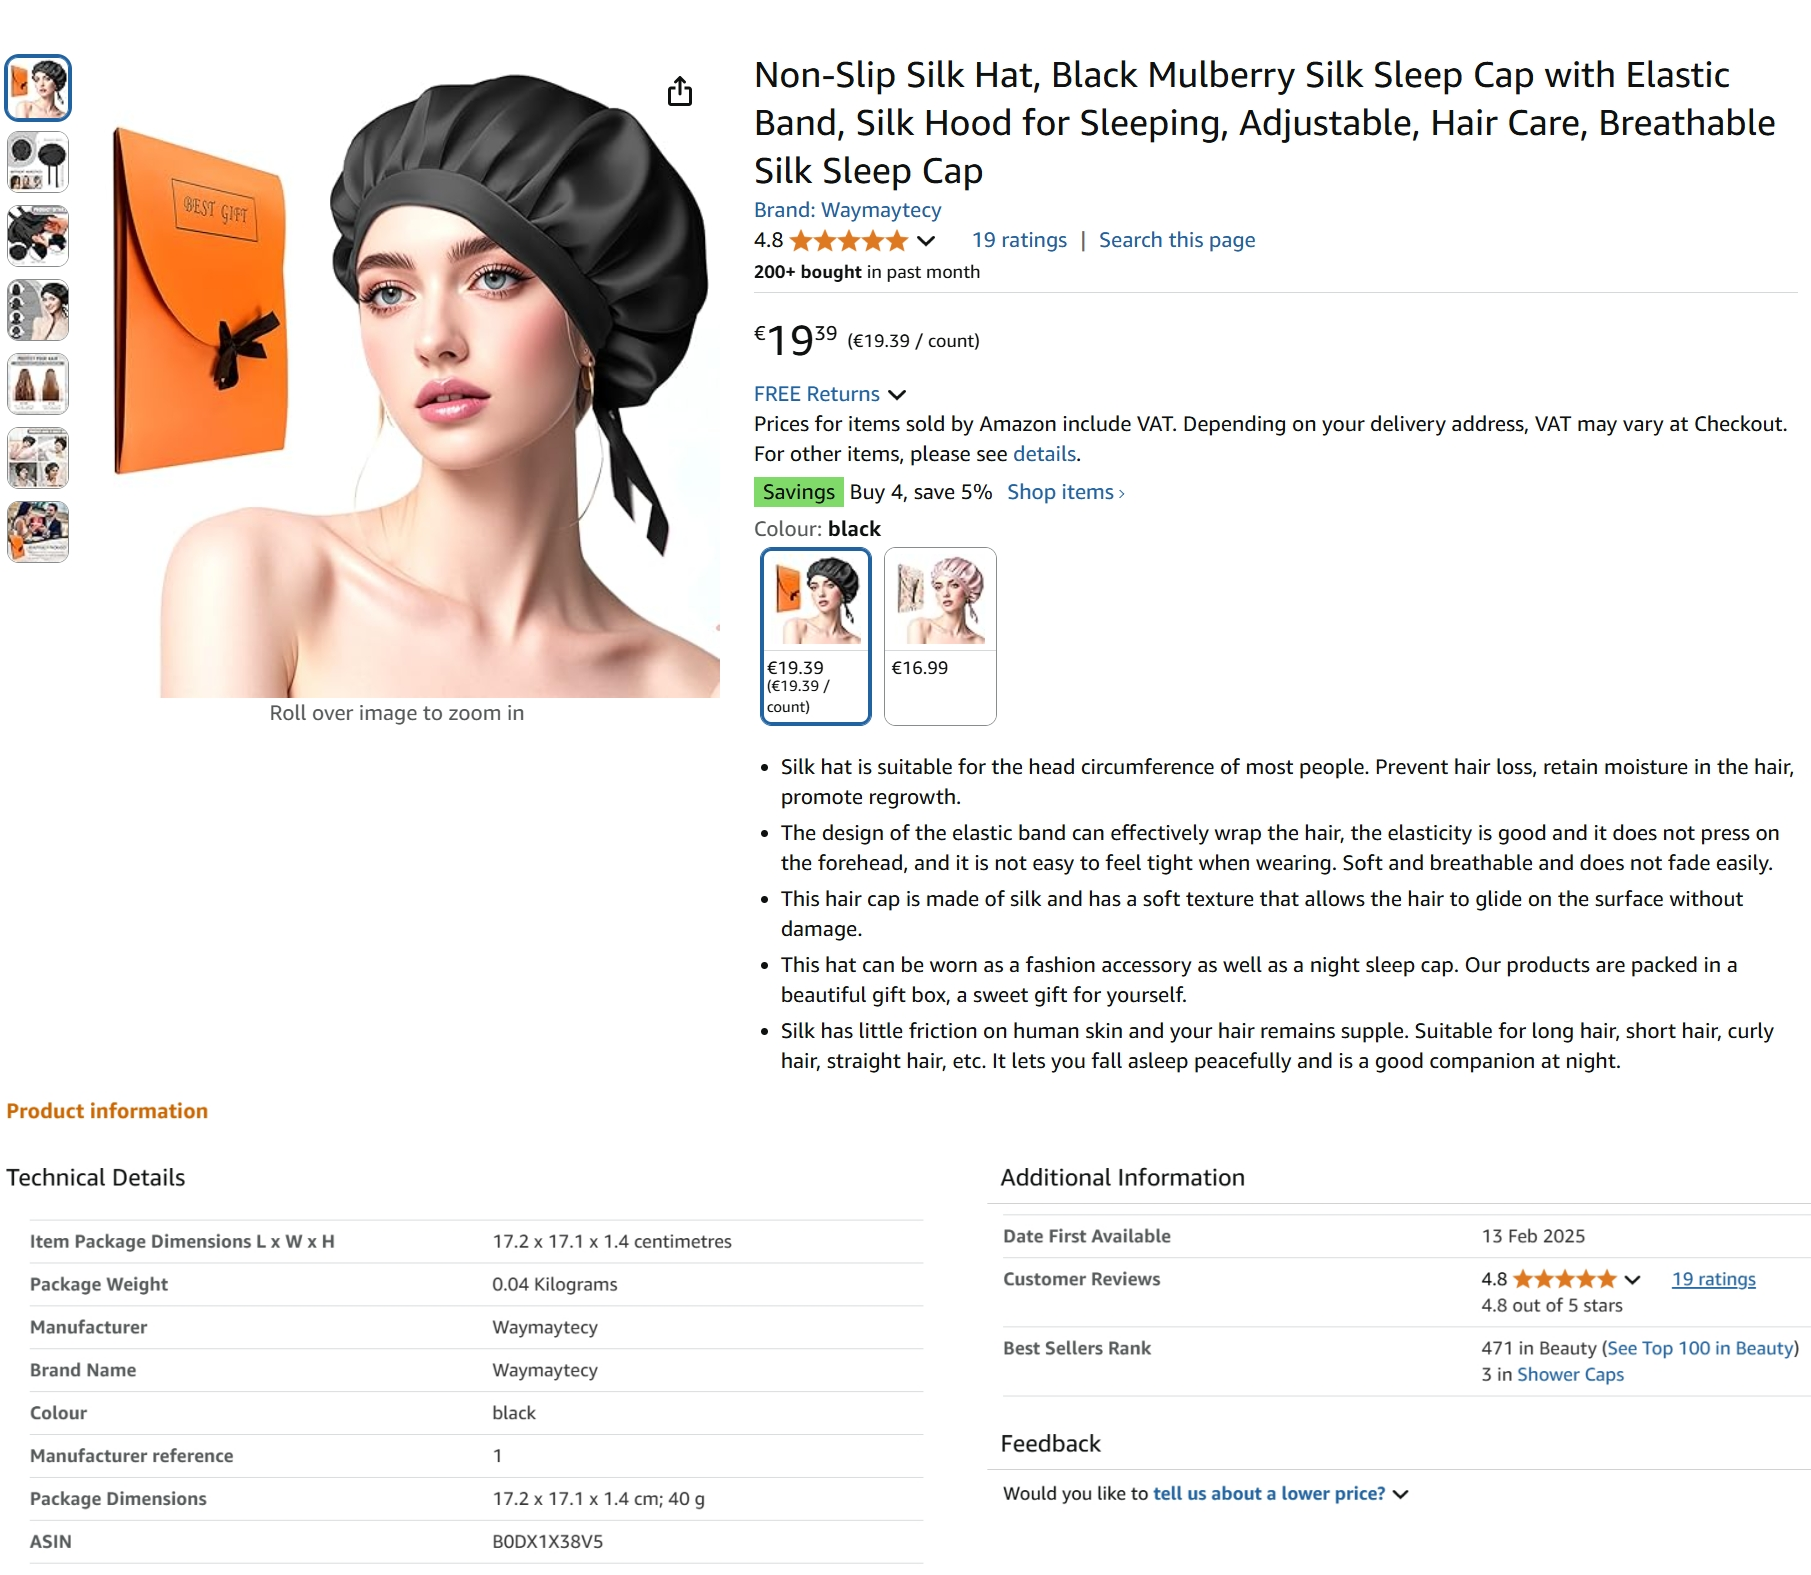 Non-Slip Silk Hat, Black Mulberry Silk Sleep Cap with Elastic
Band, Silk Hood for Sleeping, Adjustable, Hair Care, Breathable
Silk Sleep Cap
Brand: Waymaytecy
4.8 19 ratings | Search this page
200+ bought in past month
BEST GIFT
€19 39 (€19.39 / count)
FREE Returns
Prices for items sold by Amazon include VAT. Depending on your delivery address, VAT may vary at Checkout.
For other items, please see details.
Savings Buy 4, save 5% Shop items ›
Colour: black
€19.39
(€19.39 /
count)
€16.99
Roll over image to zoom in
• Silk hat is suitable for the head circumference of most people. Prevent hair loss, retain moisture in the hair,
promote regrowth.
• The design of the elastic band can effectively wrap the hair, the elasticity is good and it does not press on
the forehead, and it is not easy to feel tight when wearing. Soft and breathable and does not fade easily.
• This hair cap is made of silk and has a soft texture that allows the hair to glide on the surface without
damage.
• This hat can be worn as a fashion accessory as well as a night sleep cap. Our products are packed in a
beautiful gift box, a sweet gift for yourself.
• Silk has little friction on human skin and your hair remains supple. Suitable for long hair, short hair, curly
hair, straight hair, etc. It lets you fall asleep peacefully and is a good companion at night.
Product information
Technical Details
Item Package Dimensions L x W x H 17.2 x 17.1 x 1.4 centimetres
Package Weight 0.04 Kilograms
Manufacturer Waymaytecy
Brand Name Waymaytecy
Colour black
Manufacturer reference 1
Package Dimensions 17.2 x 17.1 x 1.4 cm; 40 g
ASIN B0DX1X38V5
Additional Information
Date First Available 13 Feb 2025
Customer Reviews 4.8 19 ratings
4.8 out of 5 stars
Best Sellers Rank 471 in Beauty (See Top 100 in Beauty)
3 in Shower Caps
Feedback
Would you like to tell us about a lower price?